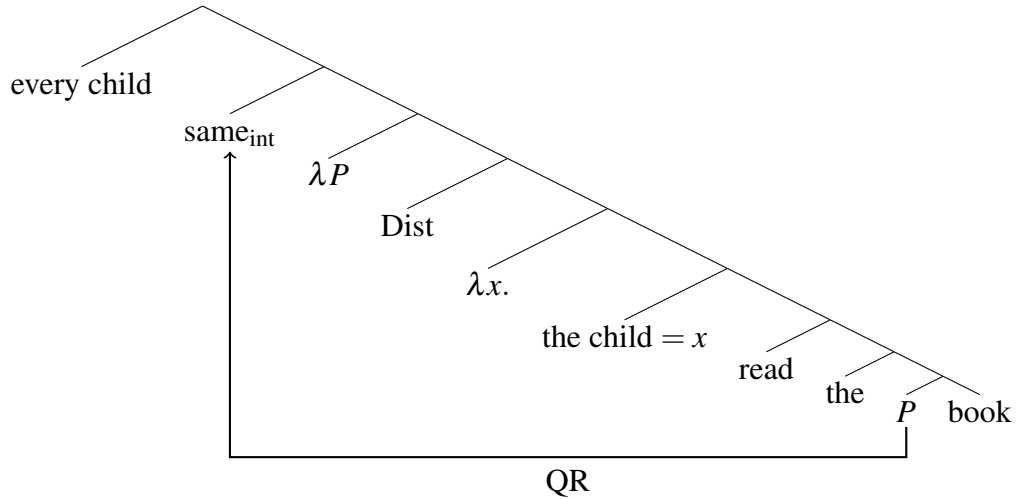 every child
same_int
λP
Dist
λx.
the child = x
read
the
P
book
QR